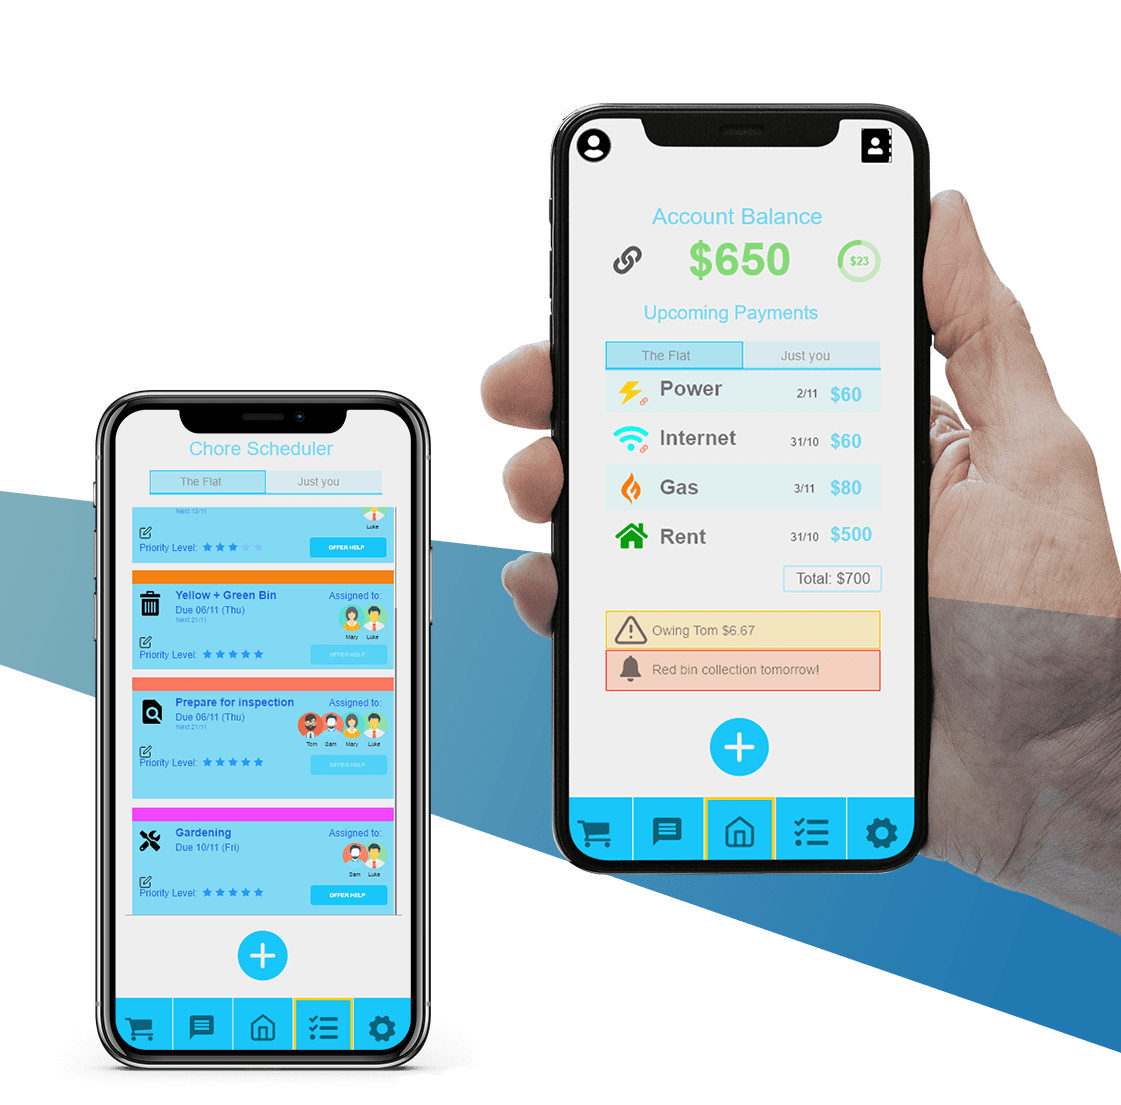 Account Balance
$650
$23
Upcoming Payments
The Flat
Just you
Power 2/11 $60
Internet 31/10 $60
Gas 3/11 $80
Rent 31/10 $500
Total: $700
Owing Tom $6.67
Red bin collection tomorrow!
Chore Scheduler
The Flat
Just you
Next 13/11
Luke
Priority Level:
OFFER HELP
Yellow + Green Bin
Assigned to:
Due 06/11 (Thu)
Next 21/11
Mary Luke
Priority Level:
OFFER HELP
Prepare for inspection
Assigned to:
Due 06/11 (Thu)
Next 21/11
Tom Sam Mary Luke
Priority Level:
OFFER HELP
Gardening
Assigned to:
Due 10/11 (Fri)
Sam Luke
Priority Level:
OFFER HELP